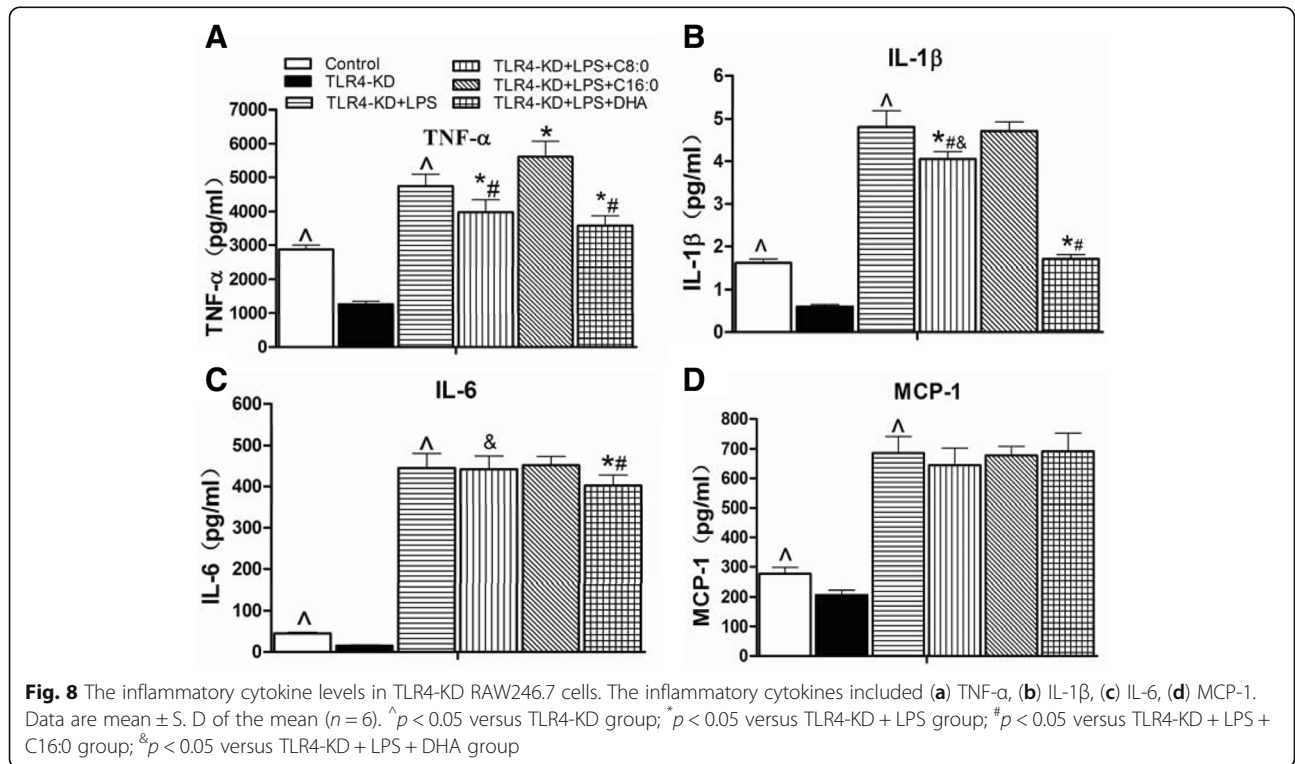 A
Control
TLR4-KD
TLR4-KD+LPS
TLR4-KD+LPS+C8:0
TLR4-KD+LPS+C16:0
TLR4-KD+LPS+DHA
TNF-α
TNF-α (pg/ml)
7000
6000
5000
4000
3000
2000
1000
0
^
^
*#
*
*#
B
IL-1β
IL-1β (pg/ml)
6
5
4
3
2
1
0
^
^
*#&
*#
C
IL-6
IL-6 (pg/ml)
600
500
400
300
200
100
0
^
^
&
*#
D
MCP-1
MCP-1 (pg/ml)
800
700
600
500
400
300
200
100
0
^
^
Fig. 8 The inflammatory cytokine levels in TLR4-KD RAW246.7 cells. The inflammatory cytokines included (a) TNF-α, (b) IL-1β, (c) IL-6, (d) MCP-1.
Data are mean ± S. D of the mean (n = 6). ^p < 0.05 versus TLR4-KD group; *p < 0.05 versus TLR4-KD + LPS group; #p < 0.05 versus TLR4-KD + LPS +
C16:0 group; &p < 0.05 versus TLR4-KD + LPS + DHA group